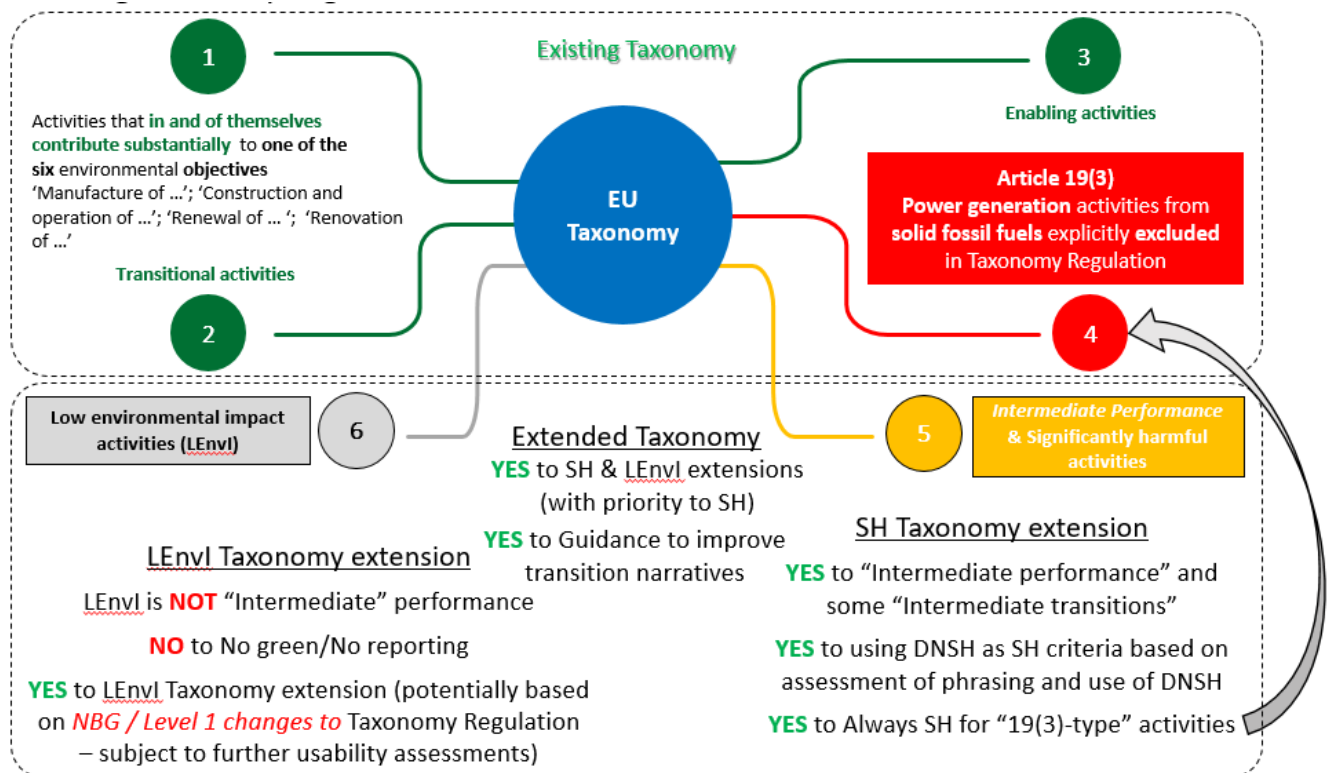 Existing Taxonomy
1
Activities that in and of themselves
contribute substantially to one of the
six environmental objectives
‘Manufacture of …’; ‘Construction and
operation of …’; ‘Renewal of … ‘; ‘Renovation
of …’
Transitional activities
2
EU
Taxonomy
3
Enabling activities
Article 19(3)
Power generation activities from
solid fossil fuels explicitly excluded
in Taxonomy Regulation
4
Low environmental impact
activities (LEnvI)
6
5
Intermediate Performance
& Significantly harmful
activities
Extended Taxonomy
YES to SH & LEnvI extensions
(with priority to SH)
YES to Guidance to improve
transition narratives
LEnvI Taxonomy extension
LEnvI is NOT “Intermediate” performance
NO to No green/No reporting
YES to LEnvI Taxonomy extension (potentially based
on NBG / Level 1 changes to Taxonomy Regulation
– subject to further usability assessments)
SH Taxonomy extension
YES to “Intermediate performance” and
some “Intermediate transitions”
YES to using DNSH as SH criteria based on
assessment of phrasing and use of DNSH
YES to Always SH for “19(3)-type” activities